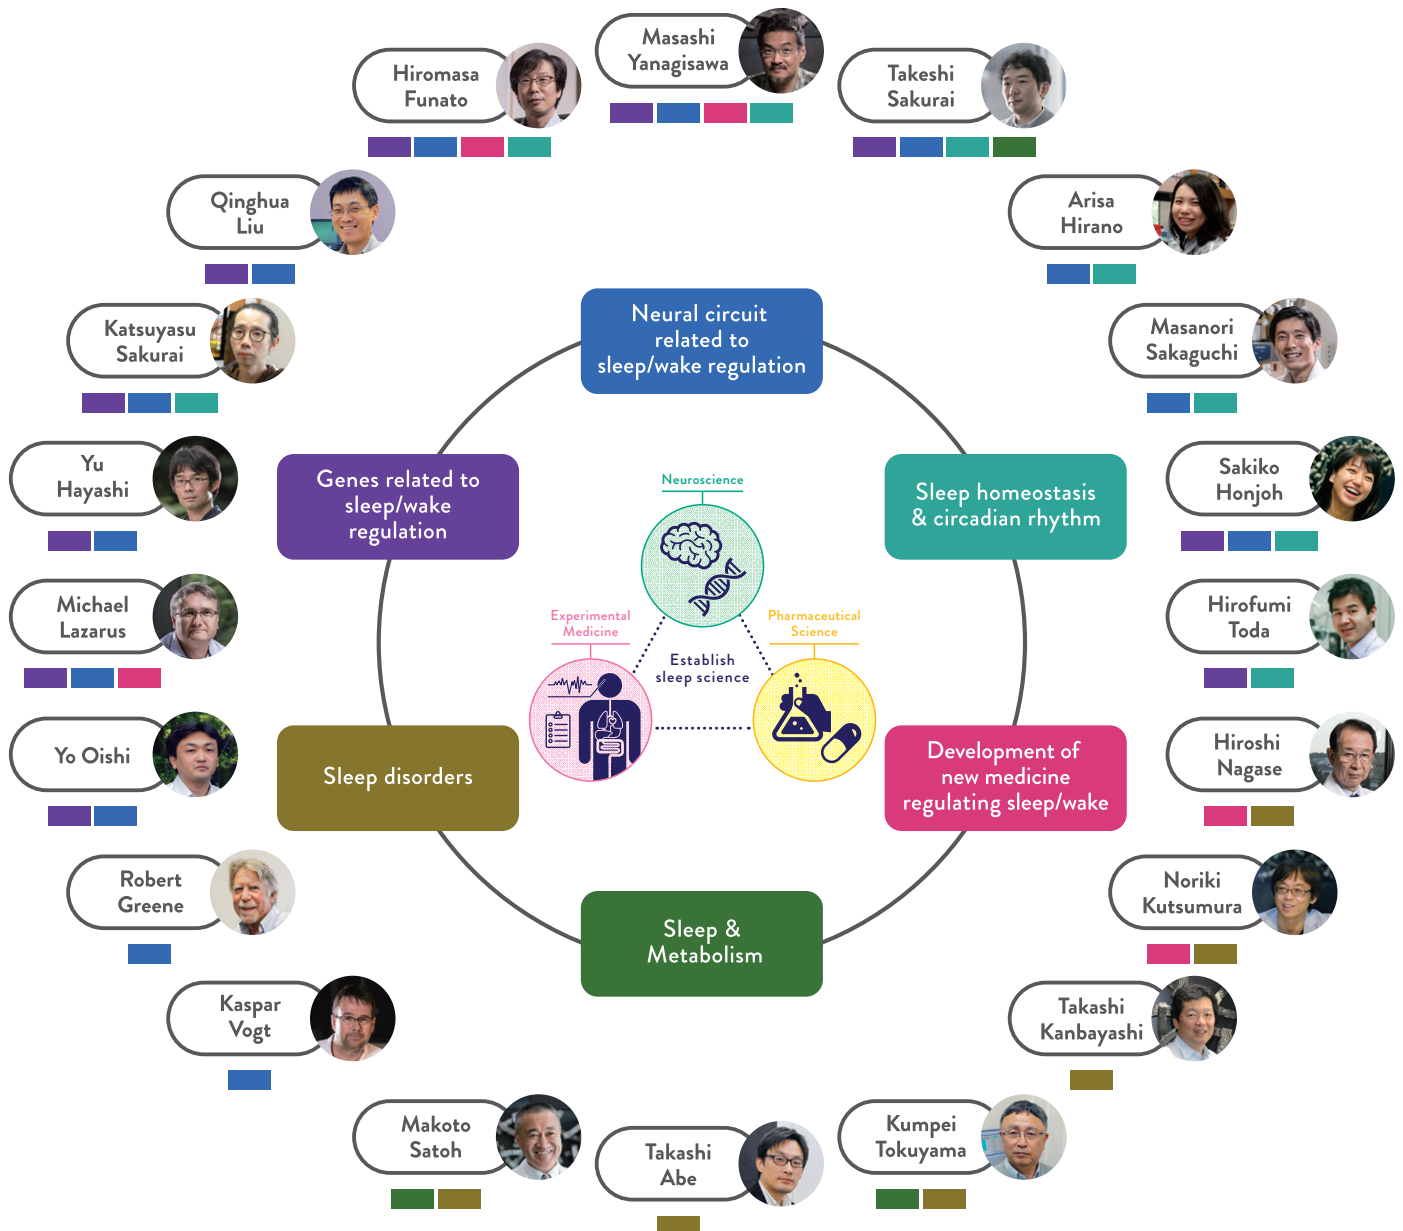 Masashi
Yanagisawa
Hiromasa
Funato
Takeshi
Sakurai
Qinghua
Liu
Arisa
Hirano
Katsuyasu
Sakurai
Masanori
Sakaguchi
Yu
Hayashi
Sakiko
Honjoh
Michael
Lazarus
Hirofumi
Toda
Yo Oishi
Hiroshi
Nagase
Robert
Greene
Noriki
Kutsumura
Kaspar
Vogt
Takashi
Kanbayashi
Makoto
Satoh
Takashi
Abe
Kumpei
Tokuyama
Neural circuit
related to
sleep/wake regulation
Genes related to
sleep/wake
regulation
Sleep homeostasis
& circadian rhythm
Neuroscience
Experimental
Medicine
Pharmaceutical
Science
Establish
sleep science
Sleep disorders
Development of
new medicine
regulating sleep/wake
Sleep &
Metabolism